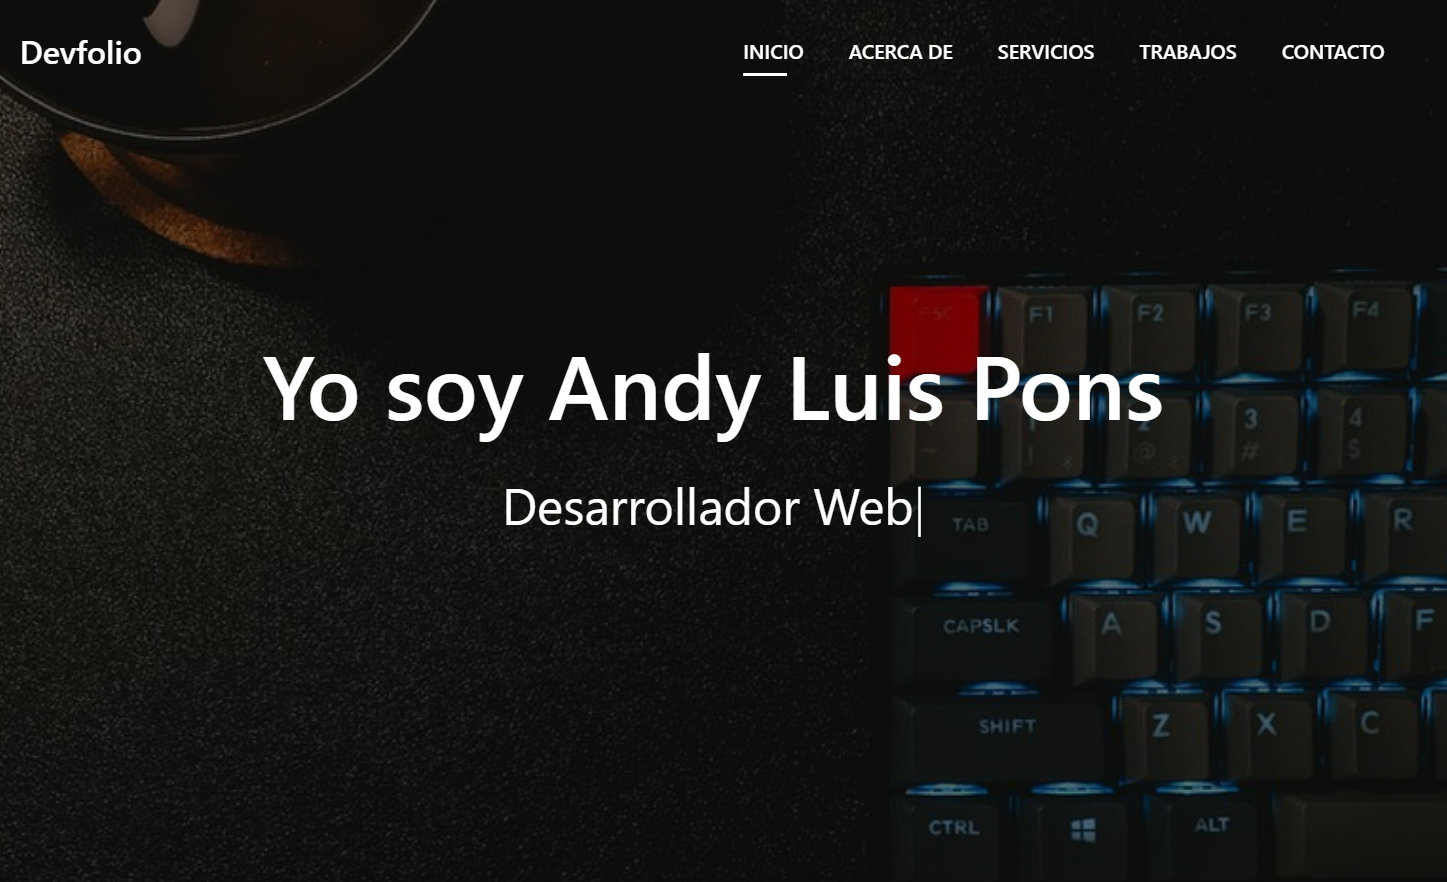 Devfolio
INICIO ACERCA DE SERVICIOS TRABAJOS CONTACTO
ESC F1 F2 F3 F4
Yo soy Andy Luis Pons
3 #
4 $
Desarrollador Web
TAB Q W E R
CAPSLK A S D F
SHIFT Z X C
CTRL ALT